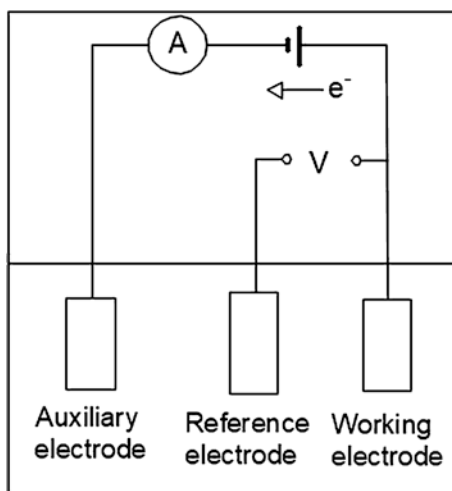 A
e⁻
V
Auxiliary
electrode
Reference
electrode
Working
electrode